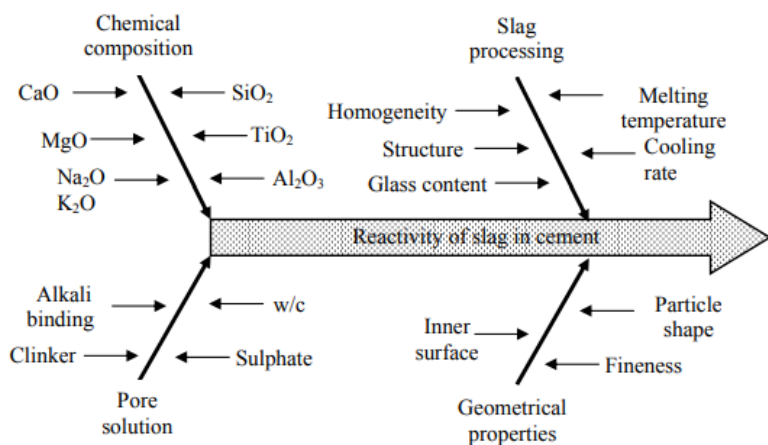 Chemical
composition
Slag
processing
CaO
SiO₂
MgO
TiO₂
Na₂O
K₂O
Al₂O₃
Homogeneity
Melting
temperature
Structure
Cooling
rate
Glass content
Reactivity of slag in cement
Alkali
binding
w/c
Clinker
Sulphate
Pore
solution
Inner
surface
Particle
shape
Fineness
Geometrical
properties